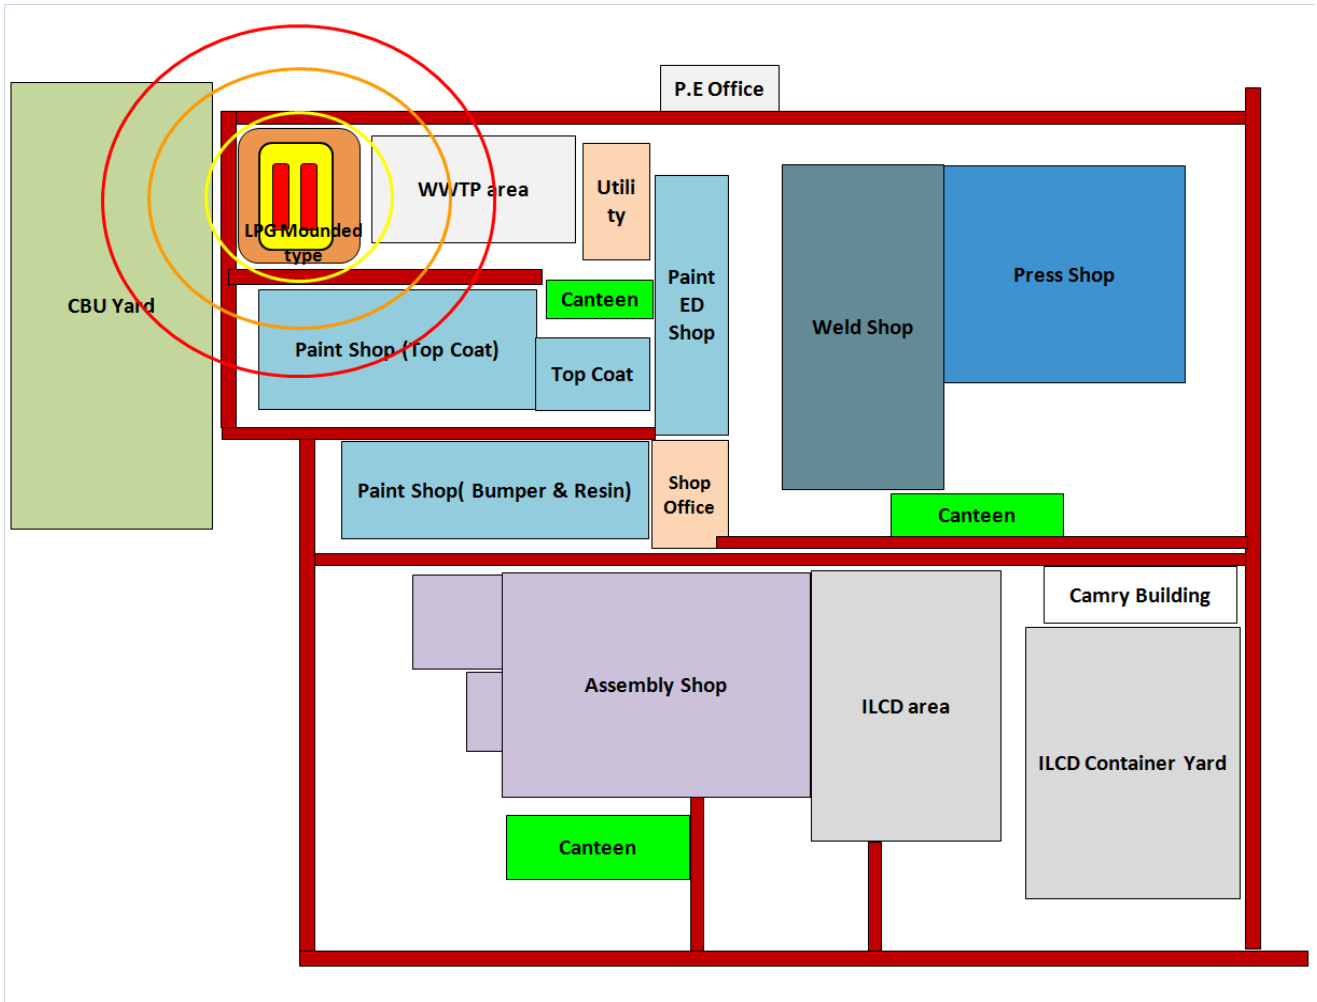 P.E Office
WWTP area
Utili
ty
LPG Mounded
type
CBU Yard
Canteen
Paint
ED
Shop
Paint Shop (Top Coat)
Top Coat
Weld Shop
Press Shop
Paint Shop( Bumper & Resin)
Shop
Office
Canteen
Camry Building
Assembly Shop
ILCD area
ILCD Container Yard
Canteen